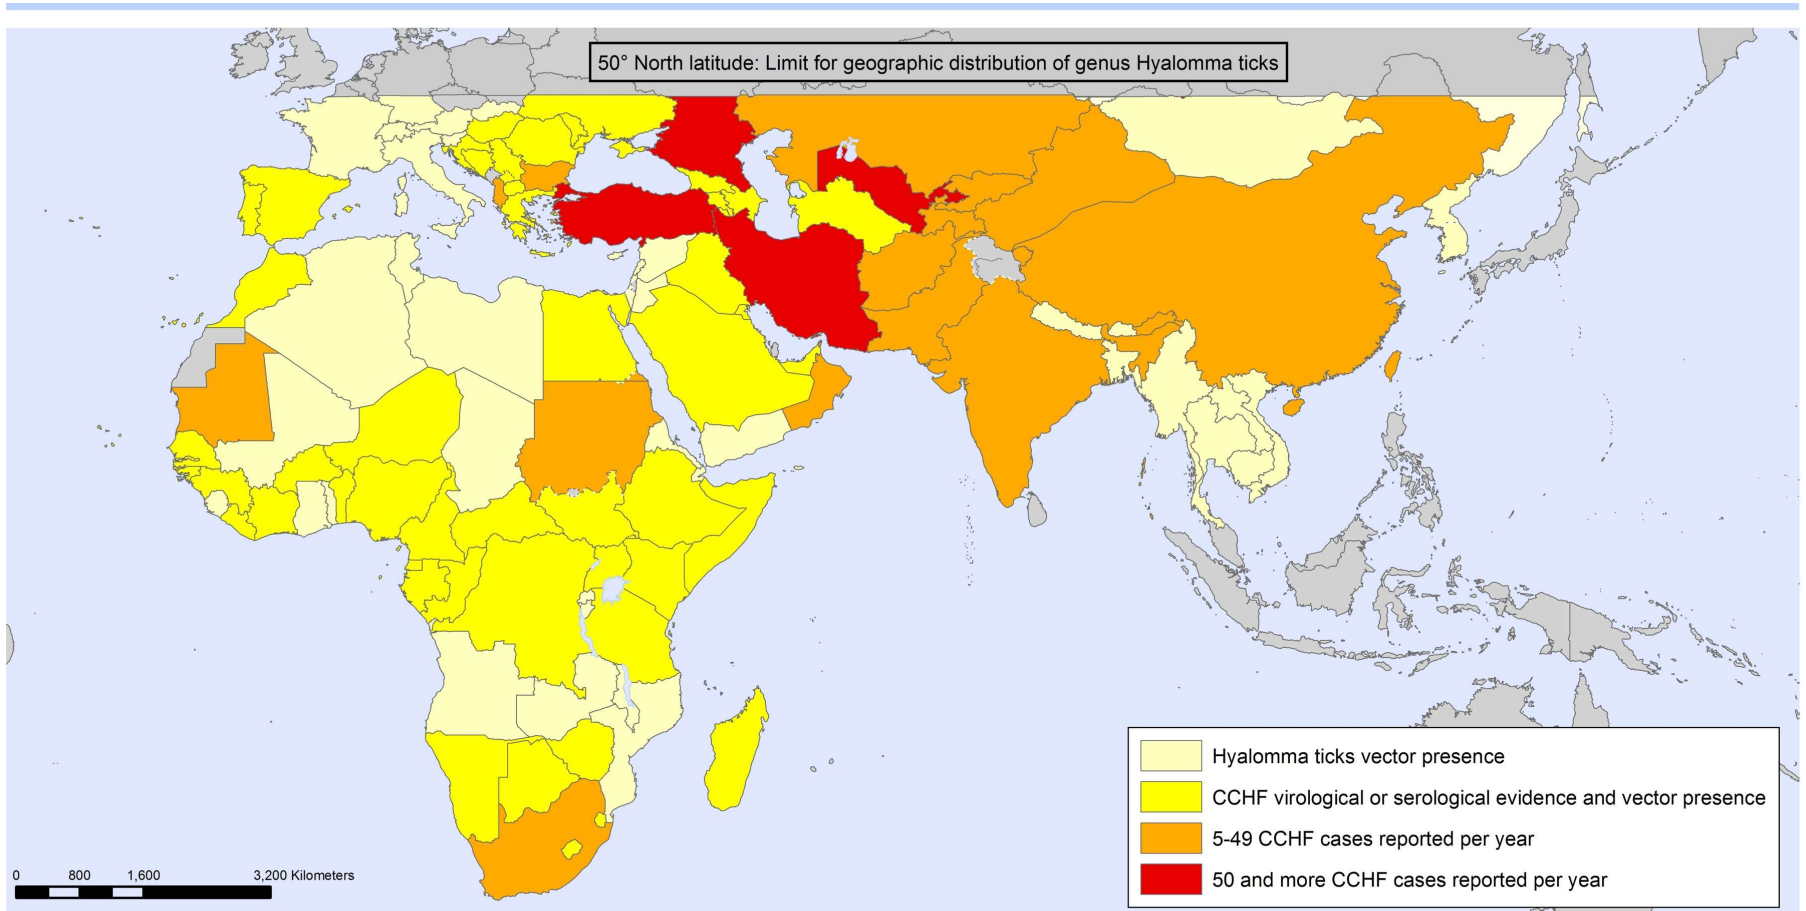 50° North latitude: Limit for geographic distribution of genus Hyalomma ticks
Hyalomma ticks vector presence
CCHF virological or serological evidence and vector presence
5-49 CCHF cases reported per year
50 and more CCHF cases reported per year
0 800 1,600 3,200 Kilometers